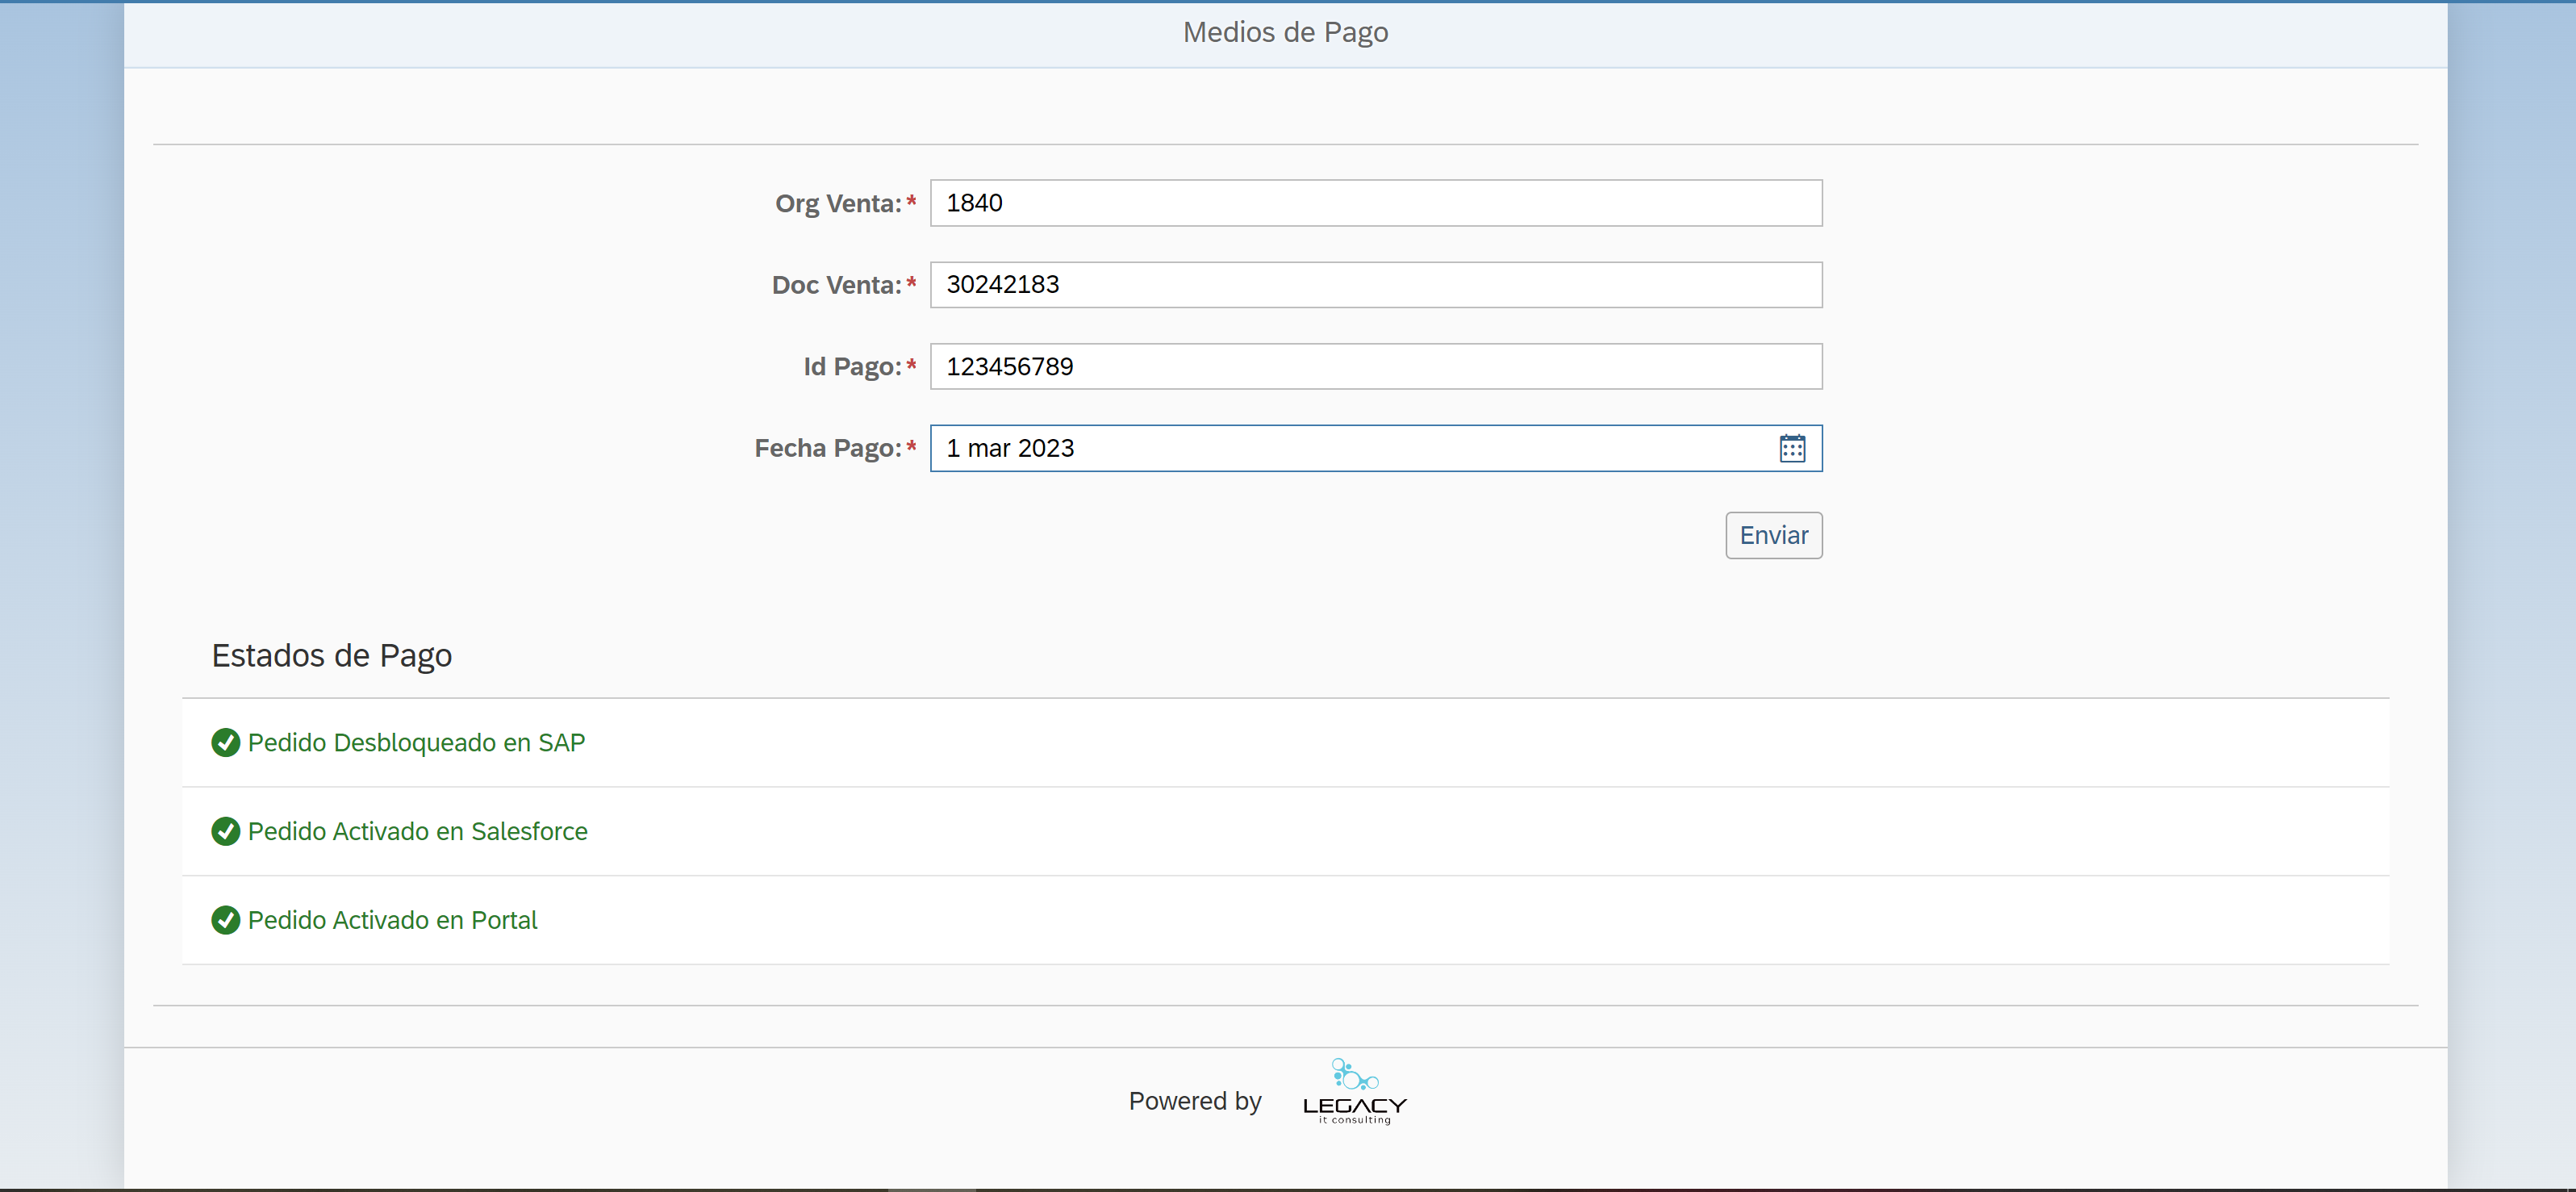 Medios de Pago
Org Venta:* 1840
Doc Venta:* 30242183
Id Pago:* 123456789
Fecha Pago:* 1 mar 2023
Enviar
Estados de Pago
Pedido Desbloqueado en SAP
Pedido Activado en Salesforce
Pedido Activado en Portal
Powered by
LEGACY
it consulting